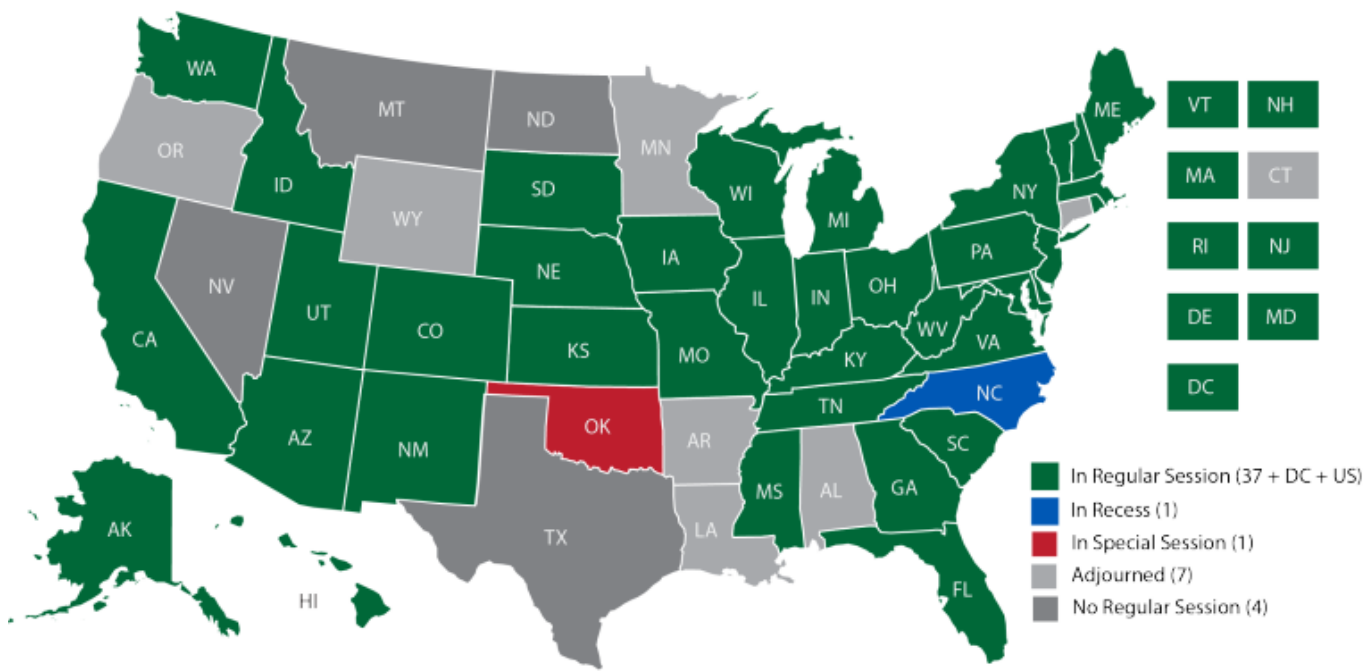 WA
MT
ND
MN
ME
VT
NH
OR
ID
SD
WI
MI
NY
MA
CT
WY
IA
PA
RI
NJ
NV
NE
IL
IN
OH
UT
CO
KS
MO
KY
WV
VA
DE
MD
CA
DC
AZ
NM
OK
AR
TN
NC
SC
MS
AL
GA
TX
LA
FL
AK
HI
In Regular Session (37 + DC + US)
In Recess (1)
In Special Session (1)
Adjourned (7)
No Regular Session (4)